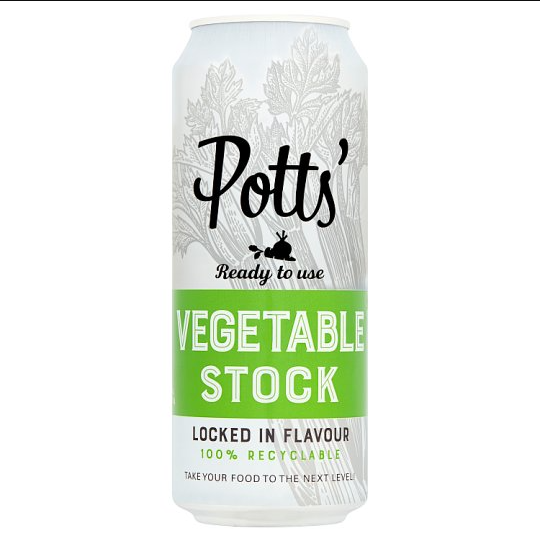 Potts'
Ready to use
VEGETABLE
STOCK
LOCKED IN FLAVOUR
100% RECYCLABLE
TAKE YOUR FOOD TO THE NEXT LEVEL!